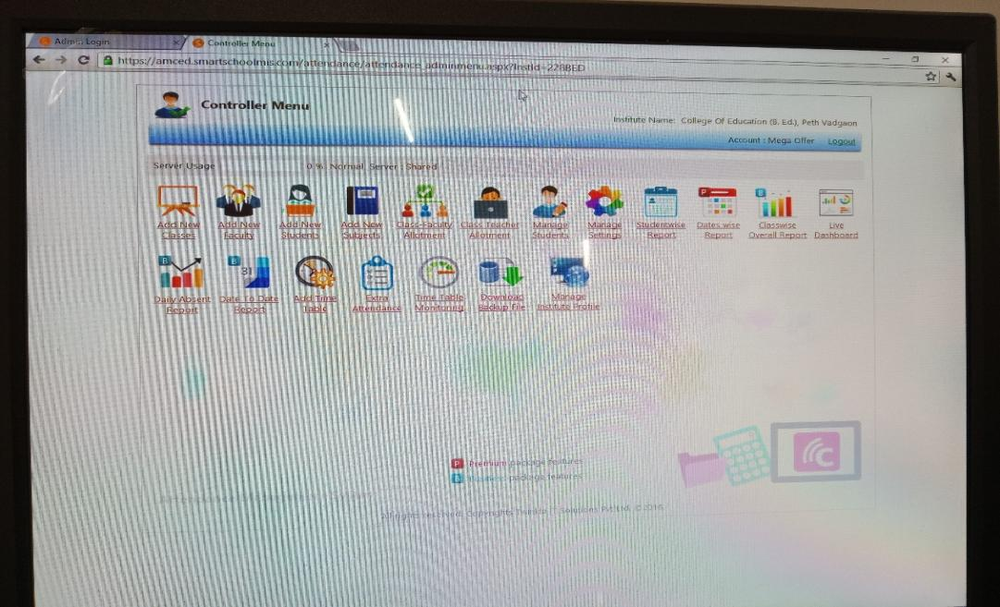 Admin Login
Controller Menu
https://amced.smartschoolmis.com/attendance/attendance_adminmenu.aspx?InstId=228BED
Controller Menu
Institute Name: College Of Education (B. Ed.), Peth Vadgaon
Account : Mega Offer Logout
Server Usage 0 % Normal Server : Shared
Add New Classes
Add New Faculty
Add New Students
Add New Subjects
Class-Faculty Allotment
Class Teacher Allotment
Manage Students
Manage Settings
Studentwise Report
P
Dates wise Report
B
Classwise Overall Report
Live Dashboard
B
Daily Absent Report
B
31
Date To Date Report
Add Time Table
Extra Attendance
Time Table Monitoring
Download Backup File
Manage Institute Profile
P Premium package features
B Business package features
All rights reserved. Copyrights IT Solutions Pvt Ltd. © 2016